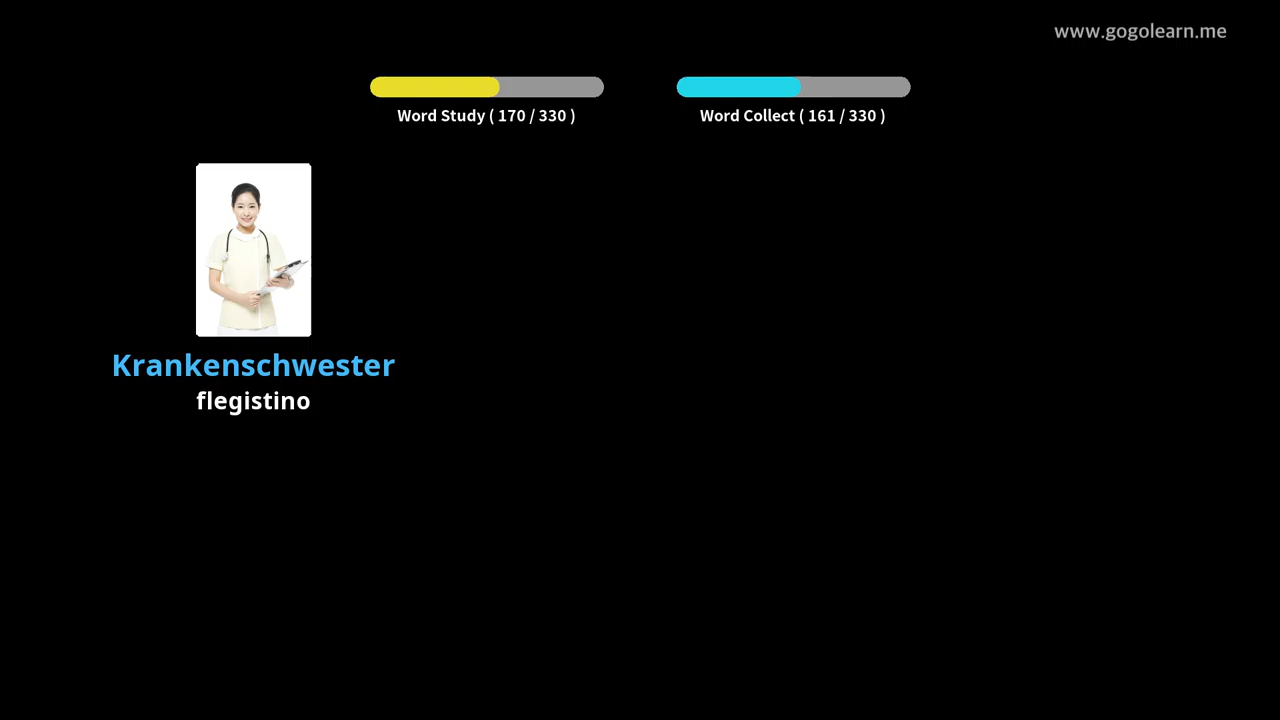 www.gogolearn.me
Word Study ( 170 / 330 )
Word Collect ( 161 / 330 )
Krankenschwester
flegistino